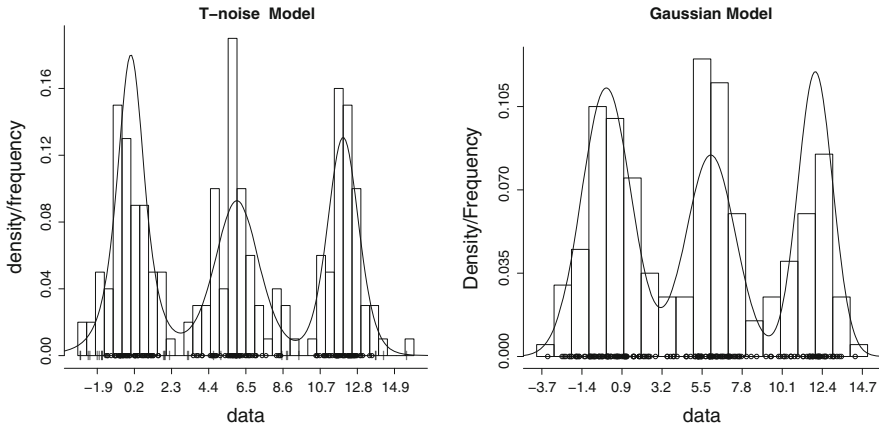 T−noise Model
density/frequency
0.16
0.12
0.08
0.04
0.00
−1.9 0.2 2.3 4.4 6.5 8.6 10.7 12.8 14.9
data
Gaussian Model
Density/Frequency
0.105
0.070
0.035
0.000
−3.7 −1.4 0.9 3.2 5.5 7.8 10.1 12.4 14.7
data